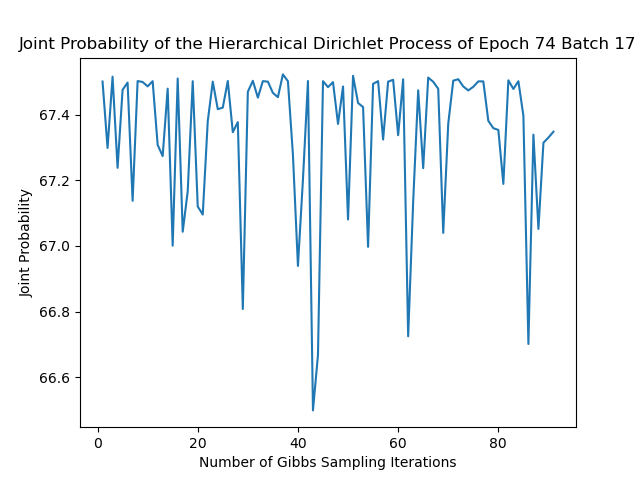 Joint Probability of the Hierarchical Dirichlet Process of Epoch 74 Batch 17
67.4
67.2
67.0
66.8
66.6
Joint Probability
0 20 40 60 80
Number of Gibbs Sampling Iterations